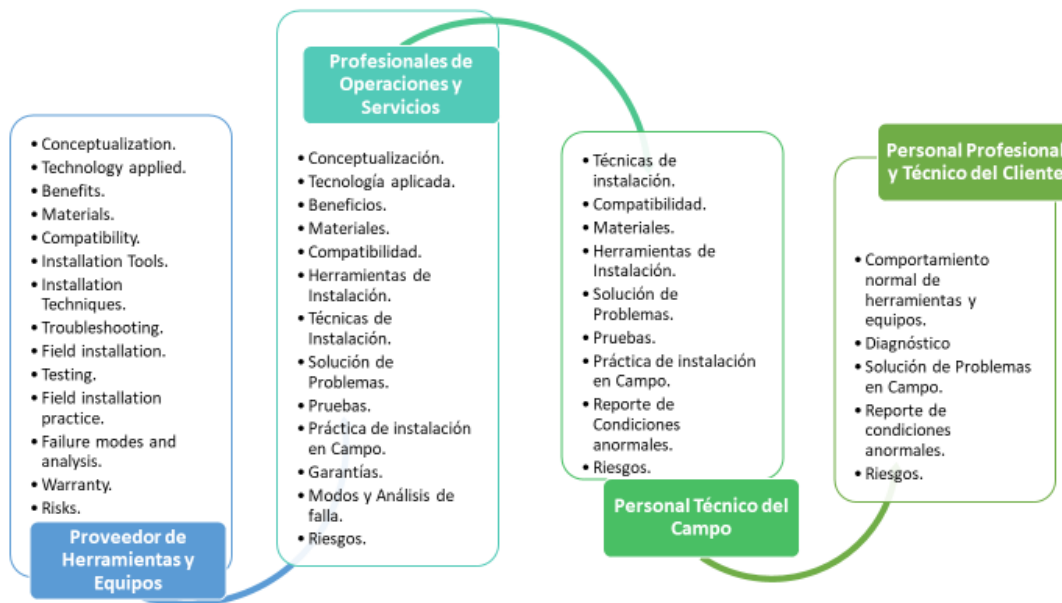 • Conceptualization.
• Technology applied.
• Benefits.
• Materials.
• Compatibility.
• Installation Tools.
• Installation
Techniques.
• Troubleshooting.
• Field installation.
• Testing.
• Field installation
practice.
• Failure modes and
analysis.
• Warranty.
• Risks.
Proveedor de
Herramientas y
Equipos
Profesionales de
Operaciones y
Servicios
• Conceptualización.
• Tecnología aplicada.
• Beneficios.
• Materiales.
• Compatibilidad.
• Herramientas de
Instalación.
• Técnicas de
Instalación.
• Solución de
Problemas.
• Pruebas.
• Práctica de instalación
en Campo.
• Garantías.
• Modos y Análisis de
falla.
• Riesgos.
• Técnicas de
instalación.
• Compatibilidad.
• Materiales.
• Herramientas de
Instalación.
• Solución de
Problemas.
• Pruebas.
• Práctica de instalación
en Campo.
• Reporte de
Condiciones
anormales.
• Riesgos.
Personal Técnico del
Campo
Personal Profesional
y Técnico del Cliente
• Comportamiento
normal de
herramientas y
equipos.
• Diagnóstico
• Solución de Problemas
en Campo.
• Reporte de
condiciones
anormales.
• Riesgos.